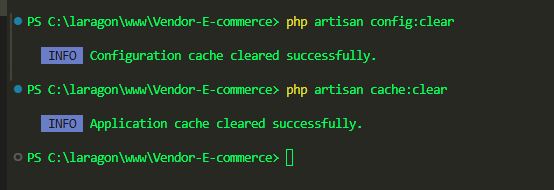 PS C:\laragon\www\Vendor-E-commerce> php artisan config:clear
INFO Configuration cache cleared successfully.
PS C:\laragon\www\Vendor-E-commerce> php artisan cache:clear
INFO Application cache cleared successfully.
PS C:\laragon\www\Vendor-E-commerce>